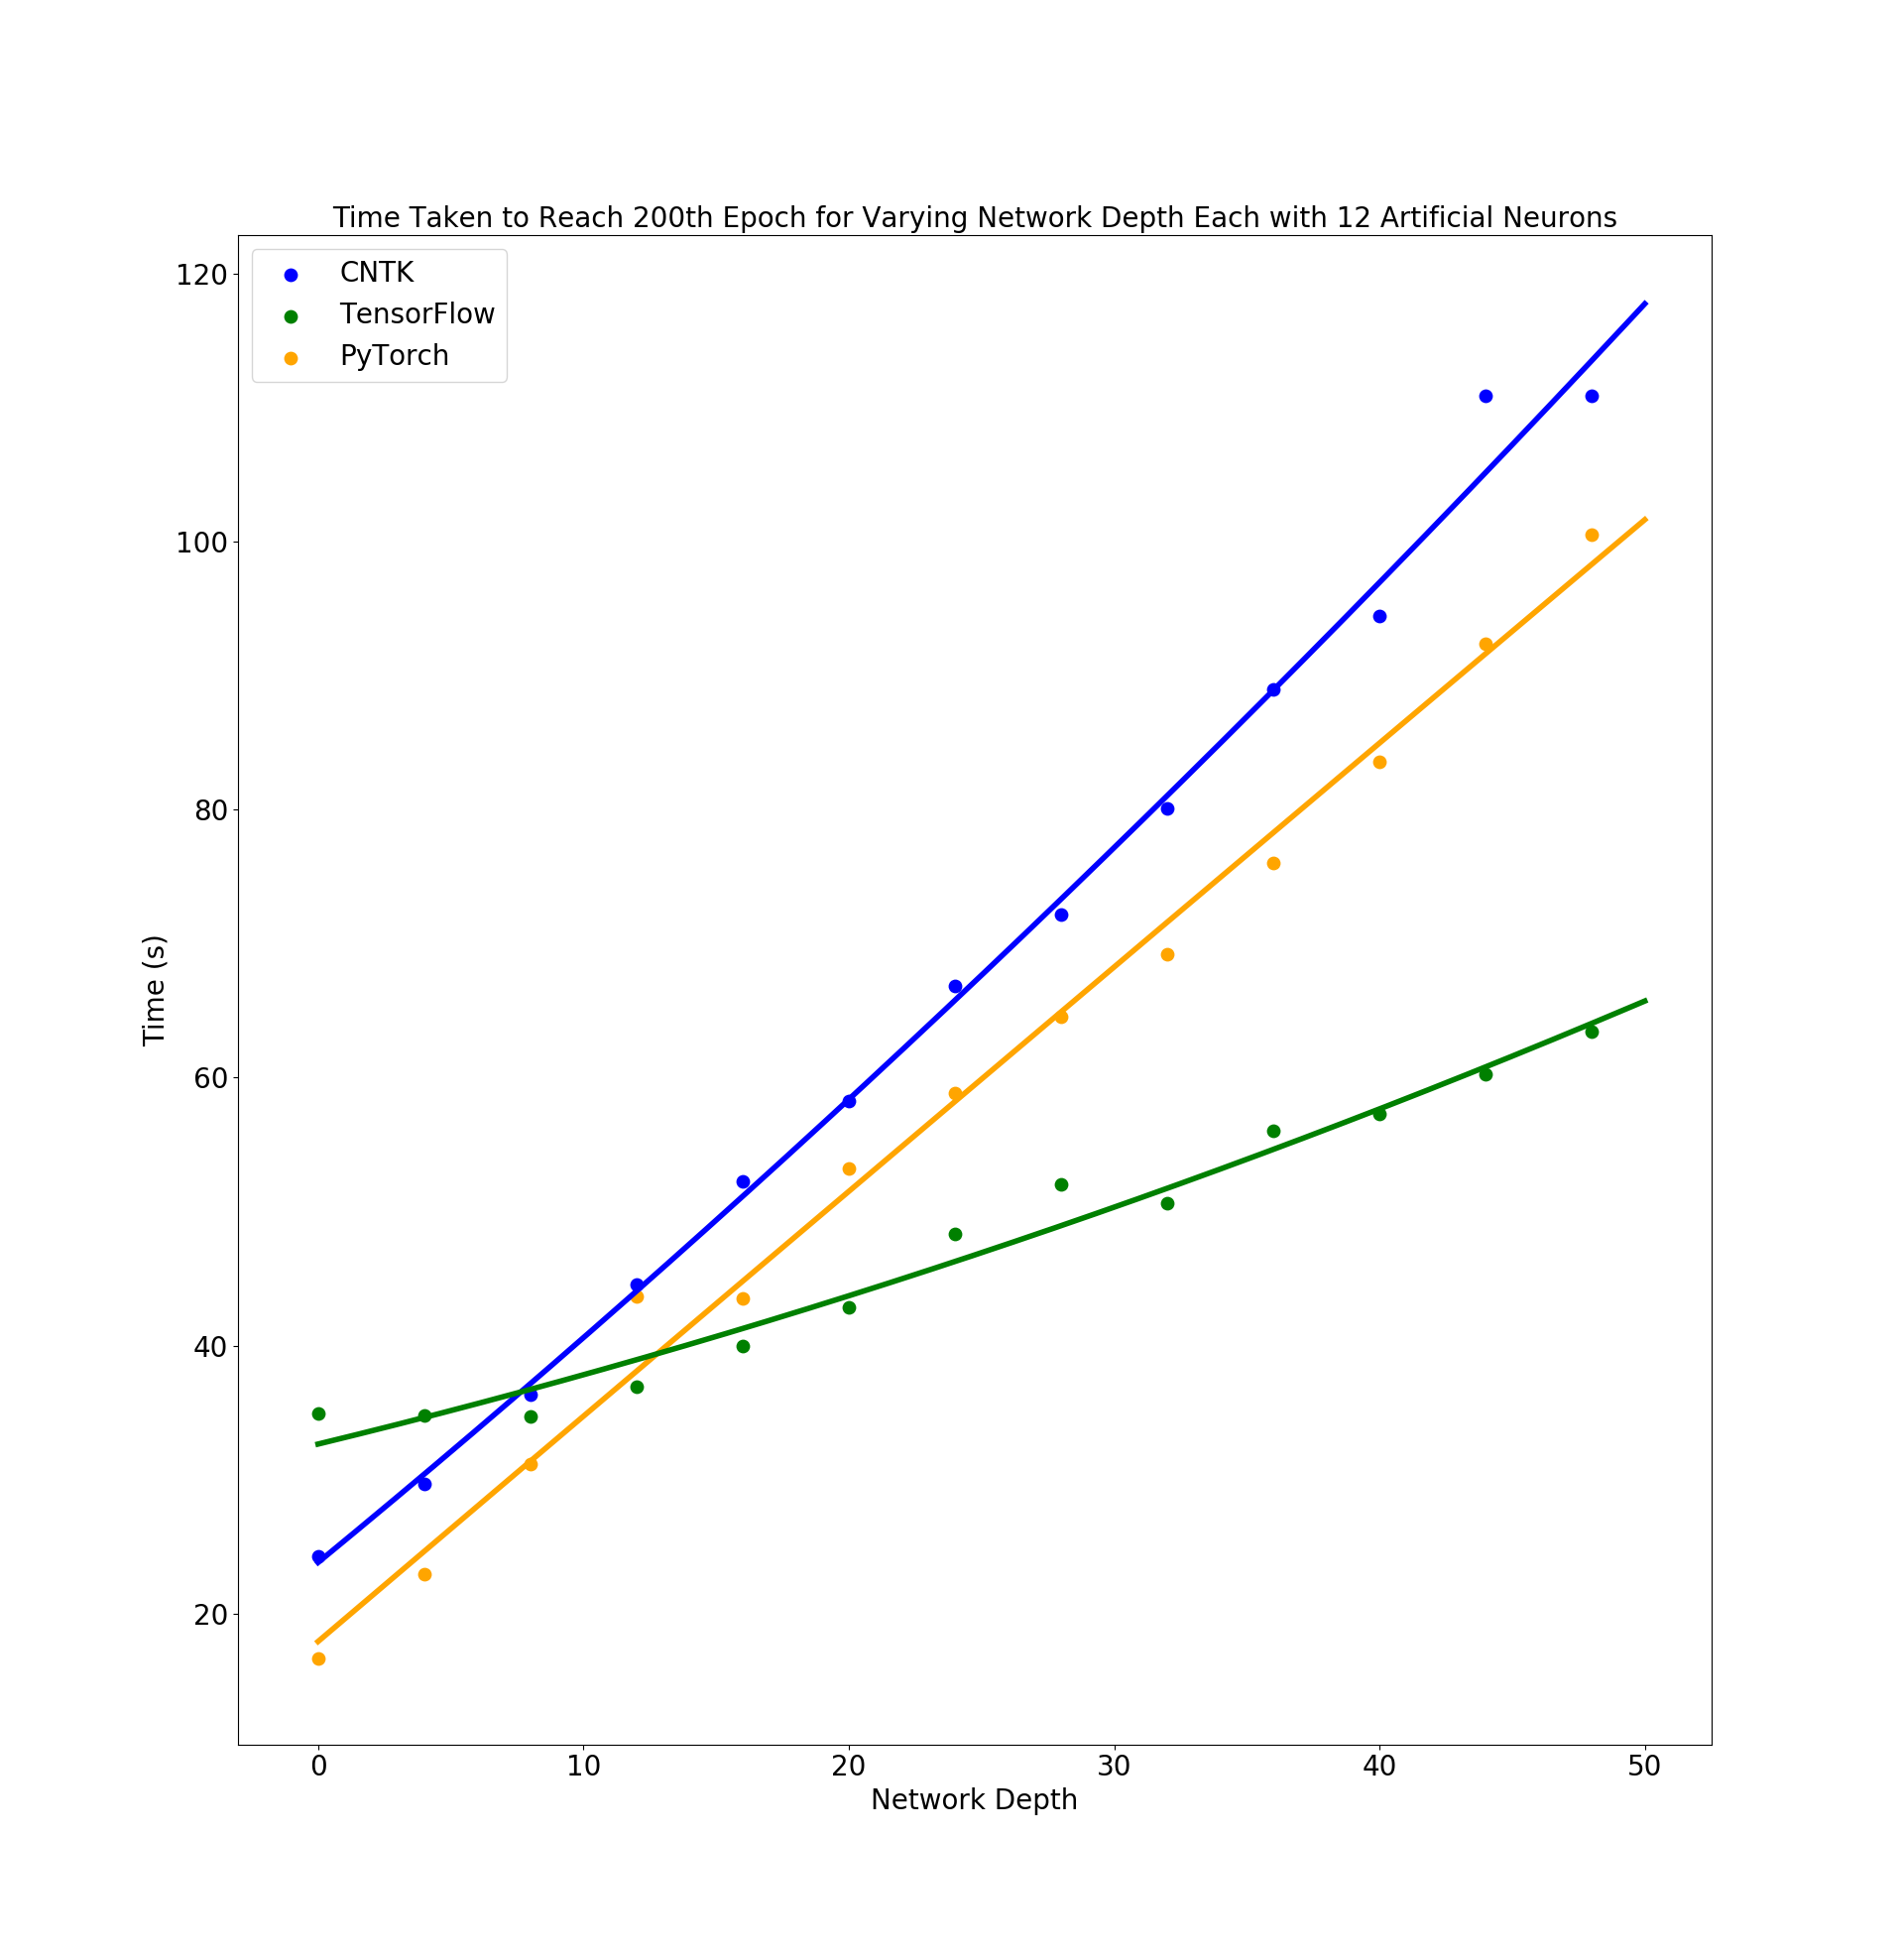 Time Taken to Reach 200th Epoch for Varying Network Depth Each with 12 Artificial Neurons
CNTK
TensorFlow
PyTorch
120
100
80
60
40
20
Time (s)
0 10 20 30 40 50
Network Depth